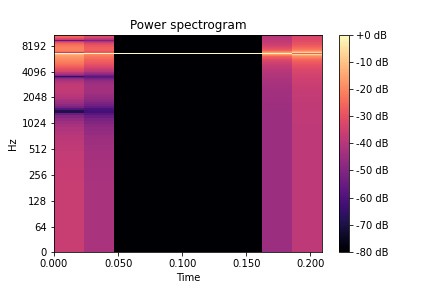 Power spectrogram
8192
4096
2048
1024
512
256
128
64
0
Hz
0.000 0.050 0.100 0.150 0.200
Time
+0 dB
-10 dB
-20 dB
-30 dB
-40 dB
-50 dB
-60 dB
-70 dB
-80 dB